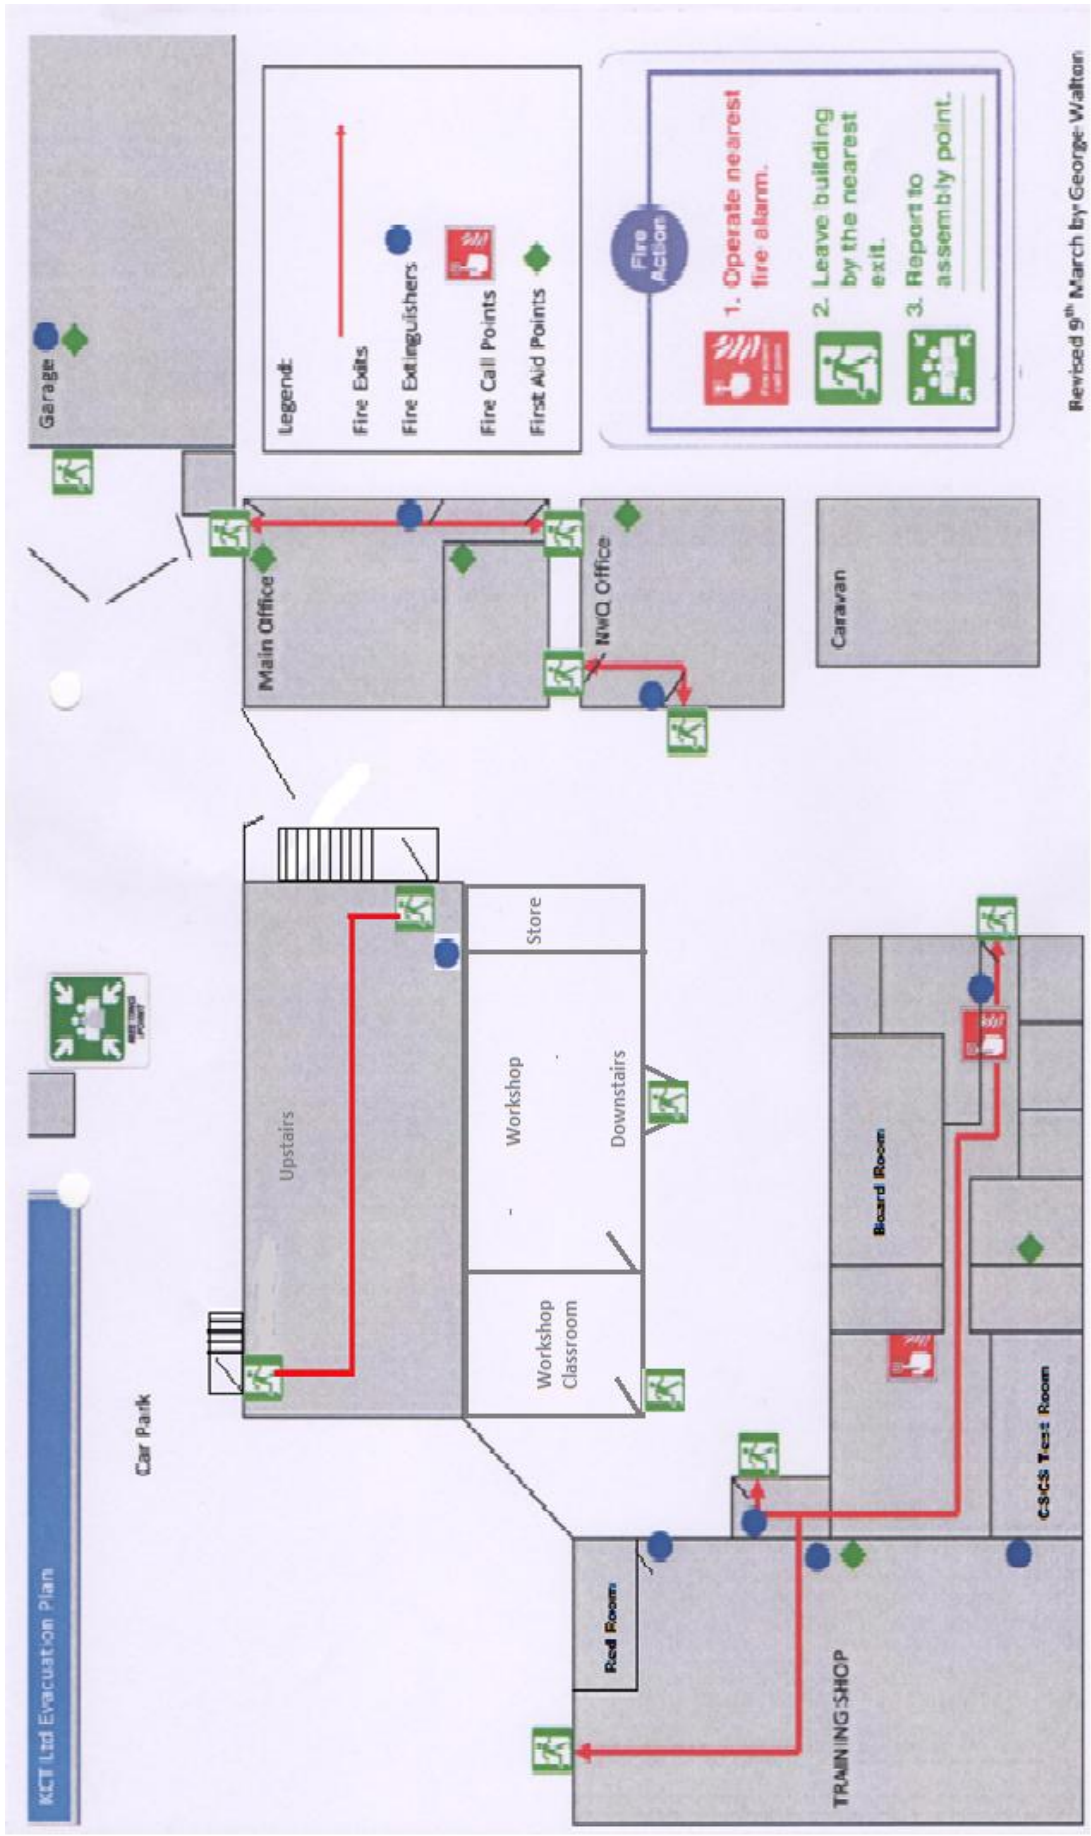 KCT Ltd Evacuation Plan
Car Park
MEETING
POINT
Garage
Upstairs
Main Office
Legend:
Fire Exits
Fire Extinguishers
Fire Call Points
First Aid Points
Workshop
Classroom
Workshop
Store
Downstairs
NVQ Office
Caravan
Red Room
TRAINING SHOP
Board Room
CSCS Test Room
Fire
Action
1. Operate nearest
fire alarm.
2. Leave building
by the nearest
exit.
3. Report to
assembly point.
Revised 9th March by George Walton